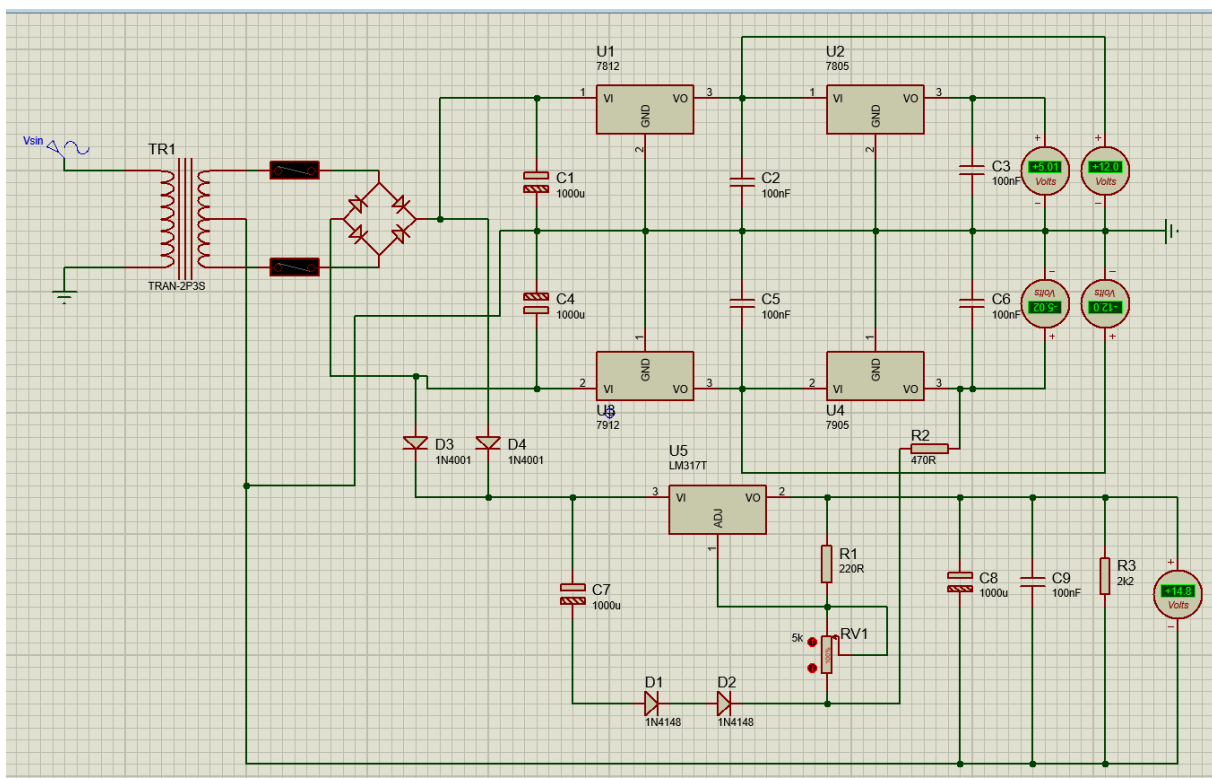 Vsin
TR1
TRAN-2P3S
U1
7812
1
VI
VO
3
GND
2
U2
7805
1
VI
VO
3
GND
2
C1
1000u
C2
100nF
C3
100nF
+
+5.01
Volts
-
+
+12.0
Volts
-
C4
1000u
C5
100nF
C6
100nF
-
Volts
-5.02
+
-
Volts
-12.0
+
1
GND
2
VI
VO
3
U3
7912
1
GND
2
VI
VO
3
U4
7905
D3
1N4001
D4
1N4001
R2
470R
U5
LM317T
3
VI
VO
2
ADJ
1
R1
220R
C7
1000u
C8
1000u
C9
100nF
R3
2k2
+
+14.8
Volts
-
5k
RV1
D1
1N4148
D2
1N4148